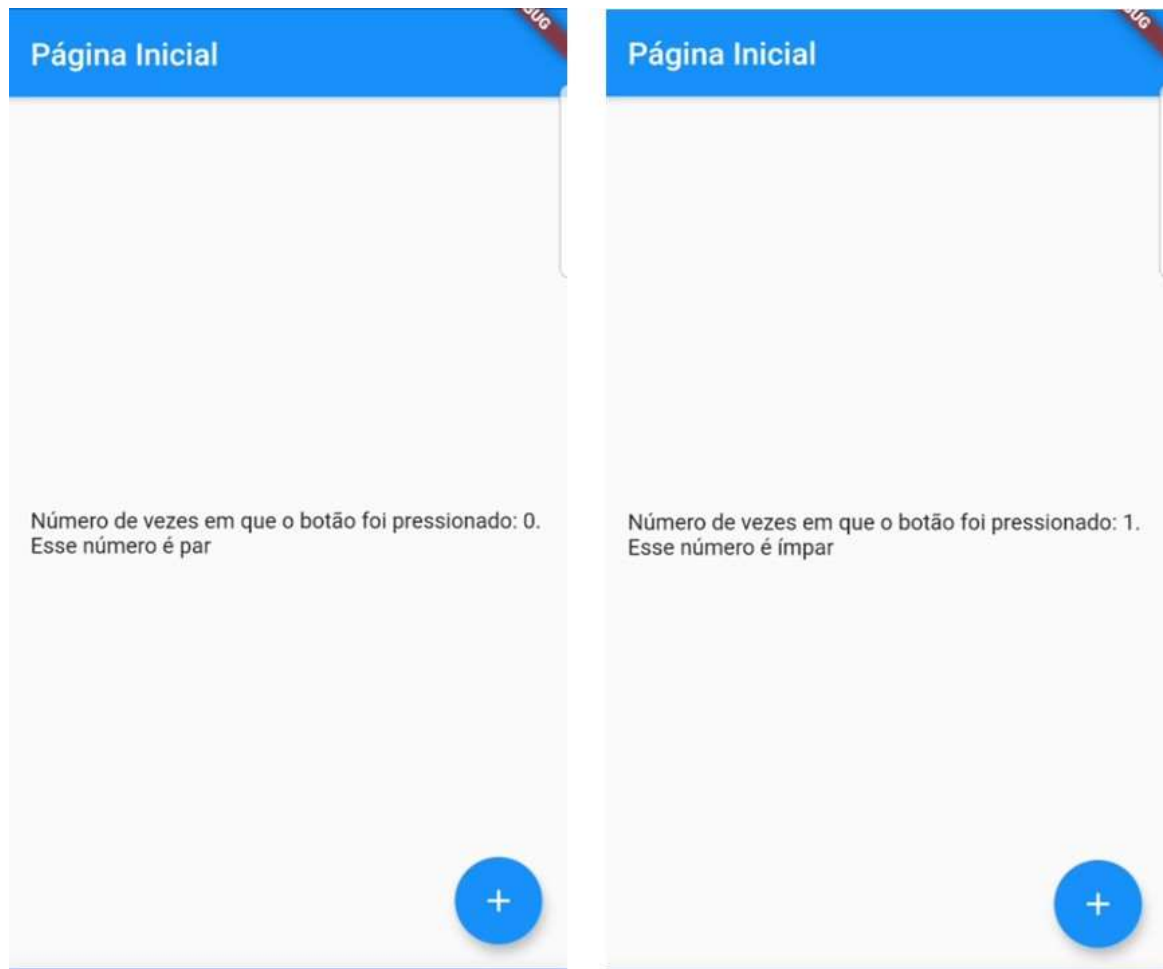 Página Inicial
Número de vezes em que o botão foi pressionado: 0.
Esse número é par
Página Inicial
Número de vezes em que o botão foi pressionado: 1.
Esse número é ímpar